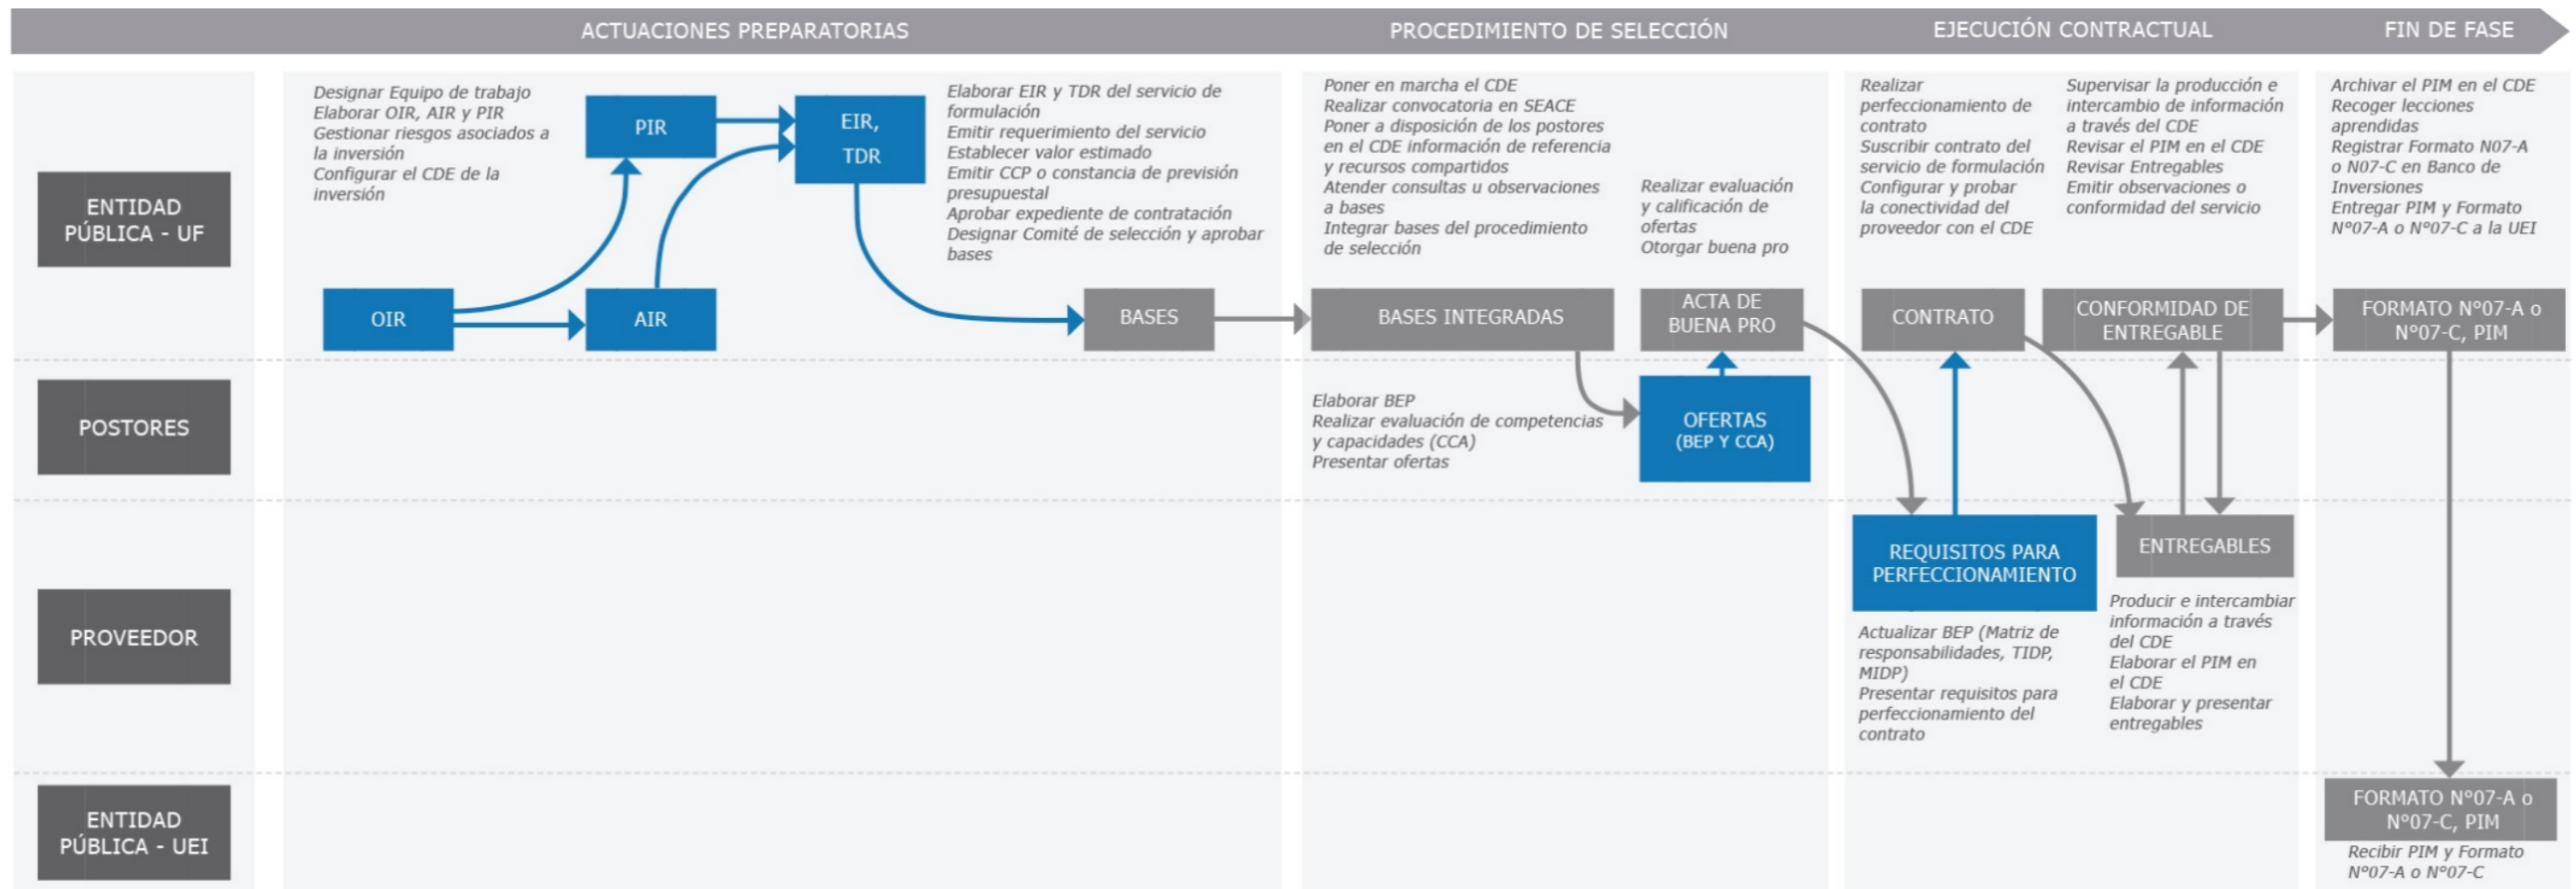 ACTUACIONES PREPARATORIAS
PROCEDIMIENTO DE SELECCIÓN
EJECUCIÓN CONTRACTUAL
FIN DE FASE
ENTIDAD
PÚBLICA - UF
Designar Equipo de trabajo
Elaborar OIR, AIR y PIR
Gestionar riesgos asociados a
la inversión
Configurar el CDE de la
inversión
PIR
EIR,
TDR
Elaborar EIR y TDR del servicio de
formulación
Emitir requerimiento del servicio
Establecer valor estimado
Emitir CCP o constancia de previsión
presupuestal
Aprobar expediente de contratación
Designar Comité de selección y aprobar
bases
OIR
AIR
BASES
Poner en marcha el CDE
Realizar convocatoria en SEACE
Poner a disposición de los postores
en el CDE información de referencia
y recursos compartidos
Atender consultas u observaciones
a bases
Integrar bases del procedimiento
de selección
Realizar evaluación
y calificación de
ofertas
Otorgar buena pro
BASES INTEGRADAS
ACTA DE
BUENA PRO
Realizar
perfeccionamiento de
contrato
Suscribir contrato del
servicio de formulación
Configurar y probar
la conectividad del
proveedor con el CDE
Supervisar la producción e
intercambio de información
a través del CDE
Revisar el PIM en el CDE
Revisar Entregables
Emitir observaciones o
conformidad del servicio
CONTRATO
CONFORMIDAD DE
ENTREGABLE
Archivar el PIM en el CDE
Recoger lecciones
aprendidas
Registrar Formato N07-A
o N07-C en Banco de
Inversiones
Entregar PIM y Formato
N°07-A o N°07-C a la UEI
FORMATO N°07-A o
N°07-C, PIM
POSTORES
Elaborar BEP
Realizar evaluación de competencias
y capacidades (CCA)
Presentar ofertas
OFERTAS
(BEP Y CCA)
PROVEEDOR
REQUISITOS PARA
PERFECCIONAMIENTO
Actualizar BEP (Matriz de
responsabilidades, TIDP,
MIDP)
Presentar requisitos para
perfeccionamiento del
contrato
ENTREGABLES
Producir e intercambiar
información a través
del CDE
Elaborar el PIM en
el CDE
Elaborar y presentar
entregables
ENTIDAD
PÚBLICA - UEI
FORMATO N°07-A o
N°07-C, PIM
Recibir PIM y Formato
N°07-A o N°07-C